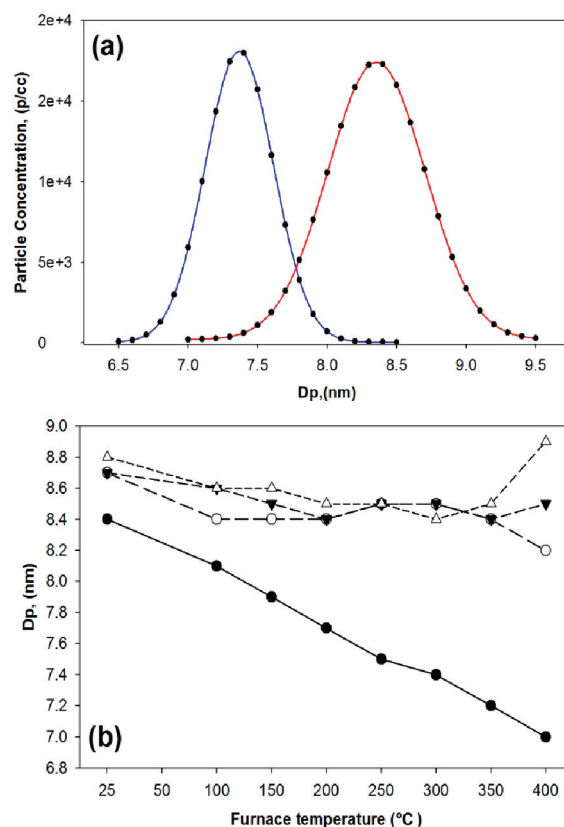 (a)
Particle Concentration, (p/cc)
2e+4
2e+4
1e+4
5e+3
0
6.5 7.0 7.5 8.0 8.5 9.0 9.5
Dp,(nm)
Dp, (nm)
9.0
8.8
8.6
8.4
8.2
8.0
7.8
7.6
7.4
7.2
7.0
6.8
(b)
25 50 100 150 200 250 300 350 400
Furnace temperature (°C )